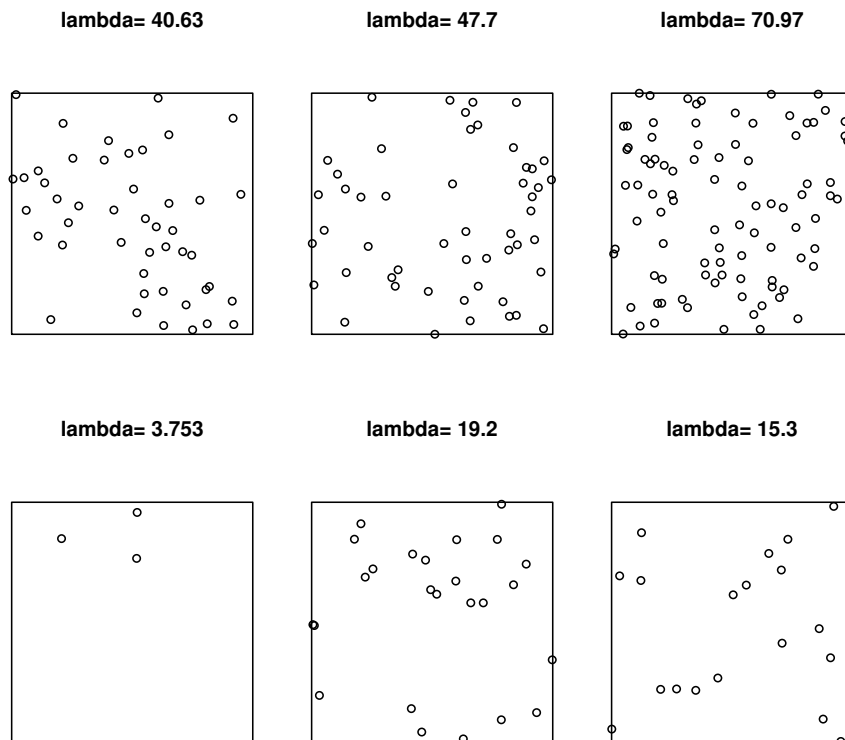 lambda= 40.63
lambda= 47.7
lambda= 70.97
lambda= 3.753
lambda= 19.2
lambda= 15.3